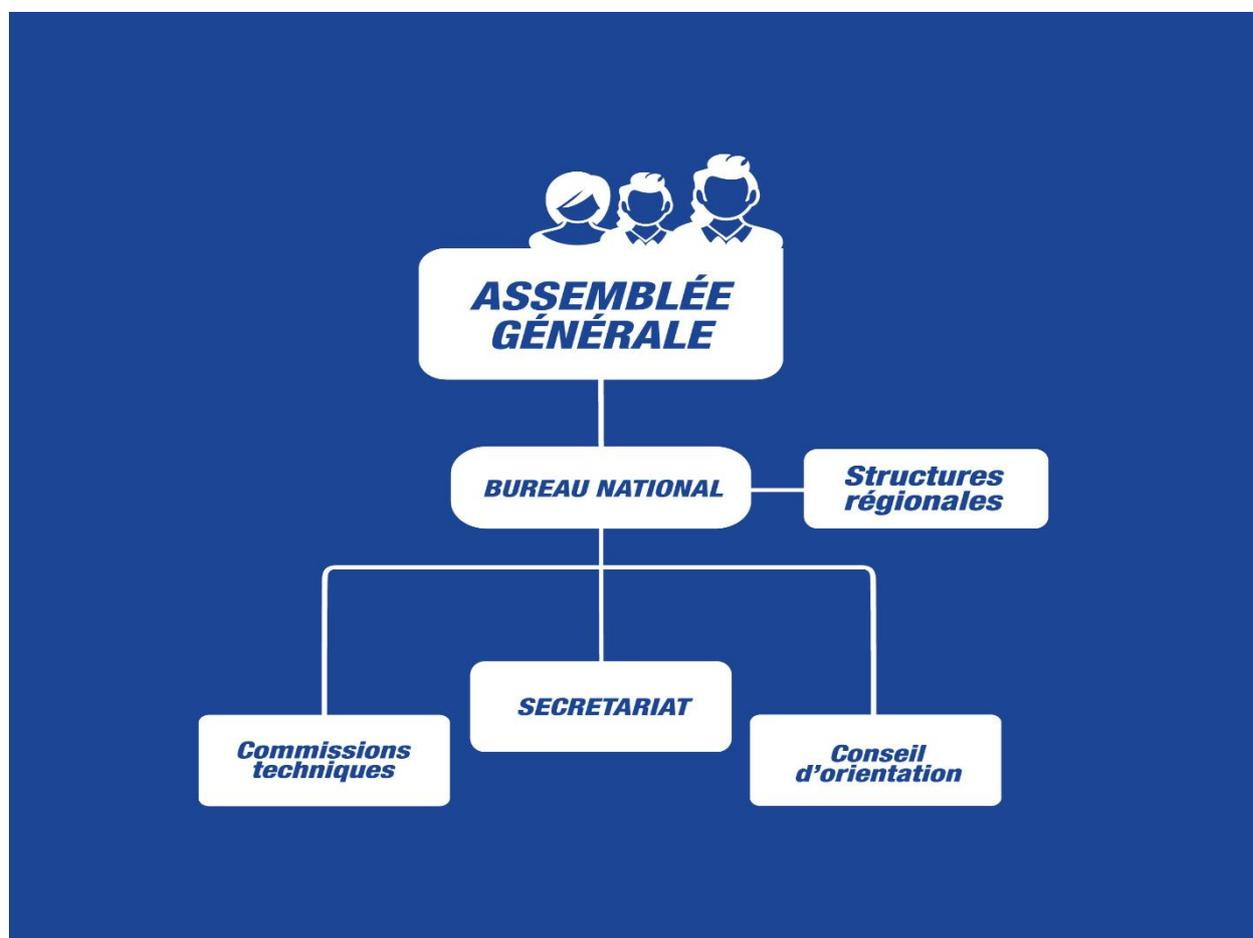 ASSEMBLÉE
GÉNÉRALE
BUREAU NATIONAL
Structures
régionales
SECRETARIAT
Commissions
techniques
Conseil
d'orientation